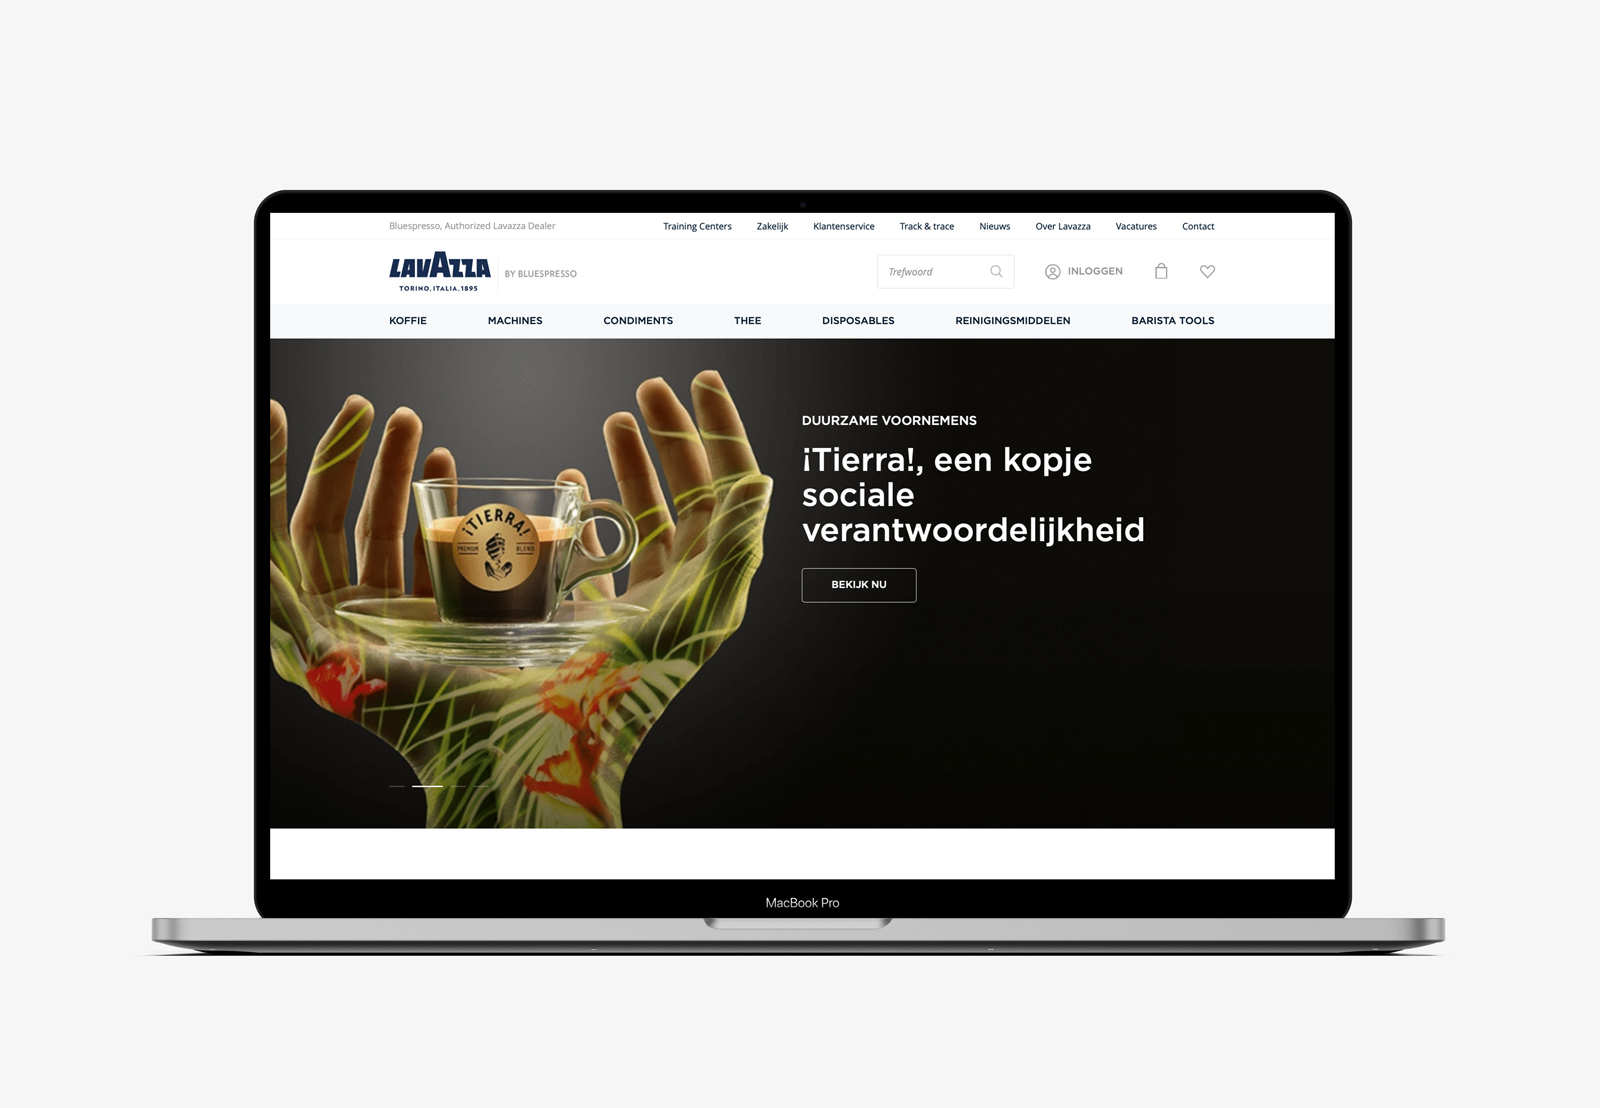 Bluespresso, Authorized Lavazza Dealer
Training Centers Zakelijk Klantenservice Track & trace Nieuws Over Lavazza Vacatures Contact
LAVAZZA
TORINO, ITALIA, 1895
BY BLUESPRESSO
Trefwoord
INLOGGEN
KOFFIE MACHINES CONDIMENTS THEE DISPOSABLES REINIGINGSMIDDELEN BARISTA TOOLS
DUURZAME VOORNEMENS
¡Tierra!, een kopje
sociale
verantwoordelijkheid
BEKIJK NU
¡TIERRA!
PREMIUM BLEND
MacBook Pro